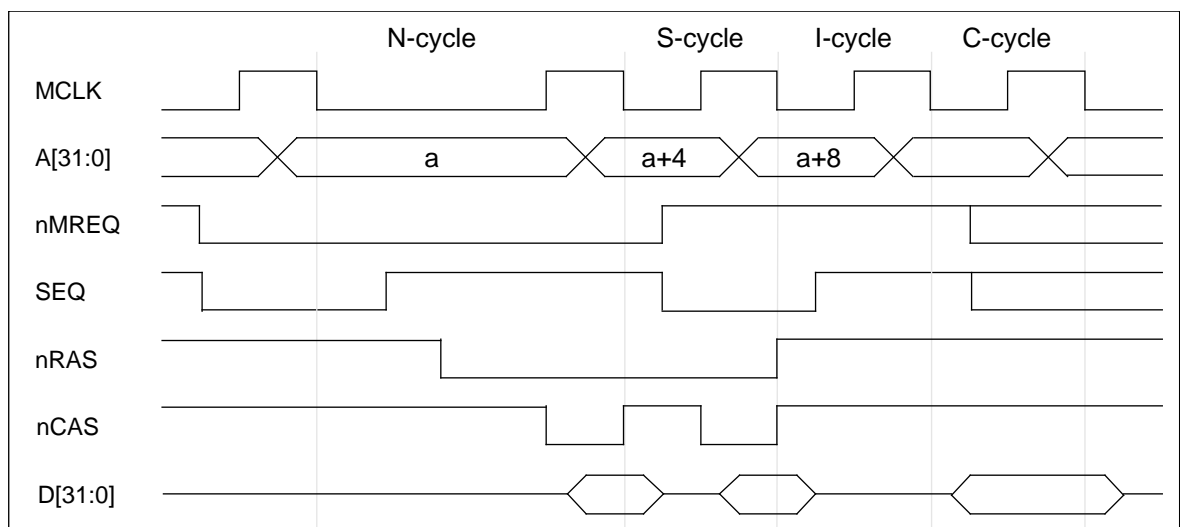 N-cycle S-cycle I-cycle C-cycle
MCLK
A[31:0] a a+4 a+8
nMREQ
SEQ
nRAS
nCAS
D[31:0]